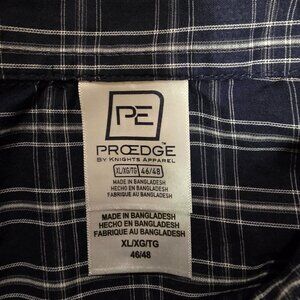 PE
PROEDGE™
BY KNIGHTS APPAREL
XL/XG/TG 46/48
MADE IN BANGLADESH
HECHO EN BANGLADESH
FABRIQUE AU BANGLADESH
MADE IN BANGLADESH
HECHO EN BANGLADESH
FABRIQUE AU BANGLADESH
XL/XG/TG
46/48